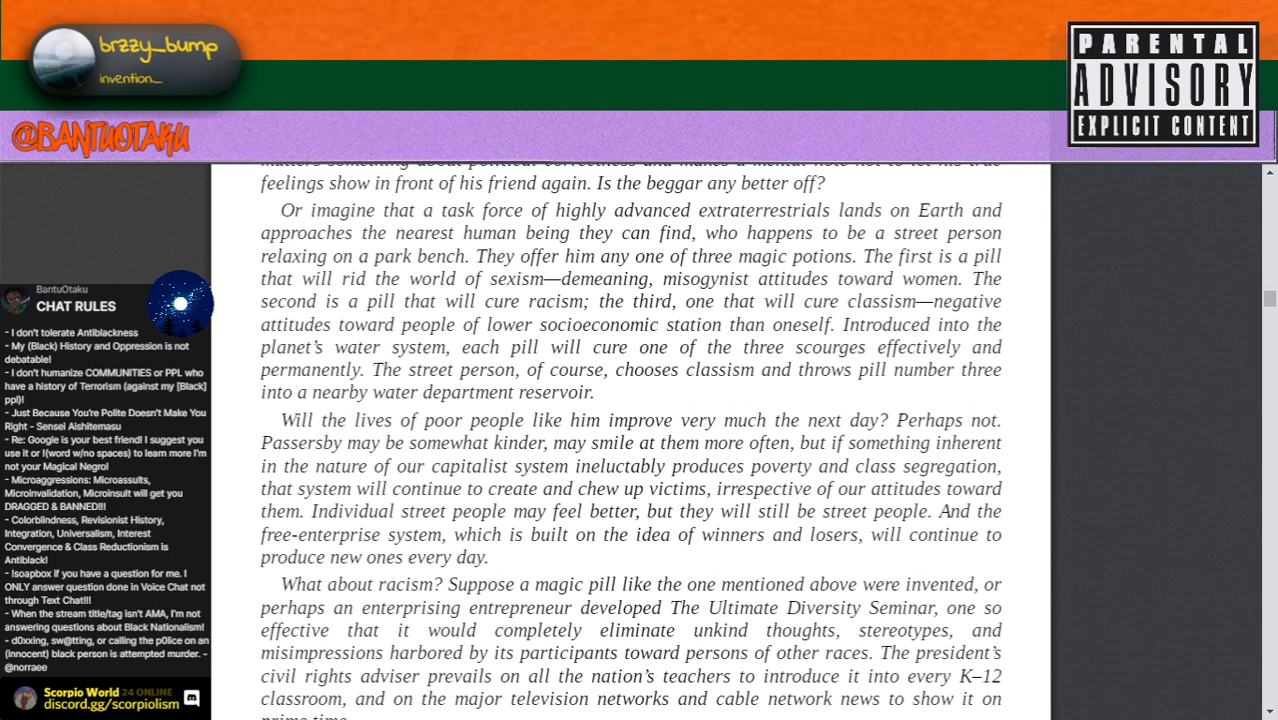 brzzy_bump
invention_
PARENTAL
ADVISORY
EXPLICIT CONTENT
@BANTUOTAKU
matters something about political correctness and makes a mental note not to let his true
feelings show in front of his friend again. Is the beggar any better off?
Or imagine that a task force of highly advanced extraterrestrials lands on Earth and
approaches the nearest human being they can find, who happens to be a street person
relaxing on a park bench. They offer him any one of three magic potions. The first is a pill
that will rid the world of sexism—demeaning, misogynist attitudes toward women. The
second is a pill that will cure racism; the third, one that will cure classism—negative
attitudes toward people of lower socioeconomic station than oneself. Introduced into the
planet's water system, each pill will cure one of the three scourges effectively and
permanently. The street person, of course, chooses classism and throws pill number three
into a nearby water department reservoir.
Will the lives of poor people like him improve very much the next day? Perhaps not.
Passersby may be somewhat kinder, may smile at them more often, but if something inherent
in the nature of our capitalist system ineluctably produces poverty and class segregation,
that system will continue to create and chew up victims, irrespective of our attitudes toward
them. Individual street people may feel better, but they will still be street people. And the
free-enterprise system, which is built on the idea of winners and losers, will continue to
produce new ones every day.
What about racism? Suppose a magic pill like the one mentioned above were invented, or
perhaps an enterprising entrepreneur developed The Ultimate Diversity Seminar, one so
effective that it would completely eliminate unkind thoughts, stereotypes, and
misimpressions harbored by its participants toward persons of other races. The president's
civil rights adviser prevails on all the nation's teachers to introduce it into every K–12
classroom, and on the major television networks and cable network news to show it on
prime time.
BantuOtaku
CHAT RULES
- I don't tolerate Antiblackness
- My (Black) History and Oppression is not
debatable!
- I don't humanize COMMUNITIES or PPL who
have a history of Terrorism (against my [Black]
ppl)!
- Just Because You're Polite Doesn't Make You
Right - Sensei Aishitemasu
- Re: Google is your best friend! I suggest you
use it or !(word w/no spaces) to learn more I'm
not your Magical Negro!
- Microaggressions: Microassults,
Microinvalidation, Microinsult will get you
DRAGGED & BANNED!!!
- Colorblindness, Revisionist History,
Integration, Universalism, Interest
Convergence & Class Reductionism is
Antiblack!
- !soapbox if you have a question for me. I
ONLY answer question done in Voice Chat not
through Text Chat!!!
- When the stream title/tag isn't AMA, I'm not
answering questions about Black Nationalism!
- d0xxing, sw@tting, or calling the p0lice on an
(innocent) black person is attempted murder. -
@norraee
Scorpio World 24 ONLINE
discord.gg/scorpiolism